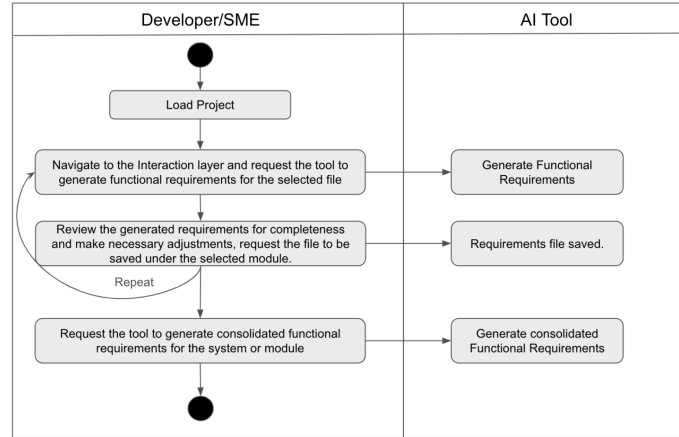 Developer/SME
AI Tool
Load Project
Navigate to the Interaction layer and request the tool to
generate functional requirements for the selected file
Generate Functional
Requirements
Review the generated requirements for completeness
and make necessary adjustments, request the file to be
saved under the selected module.
Requirements file saved.
Repeat
Request the tool to generate consolidated functional
requirements for the system or module
Generate consolidated
Functional Requirements